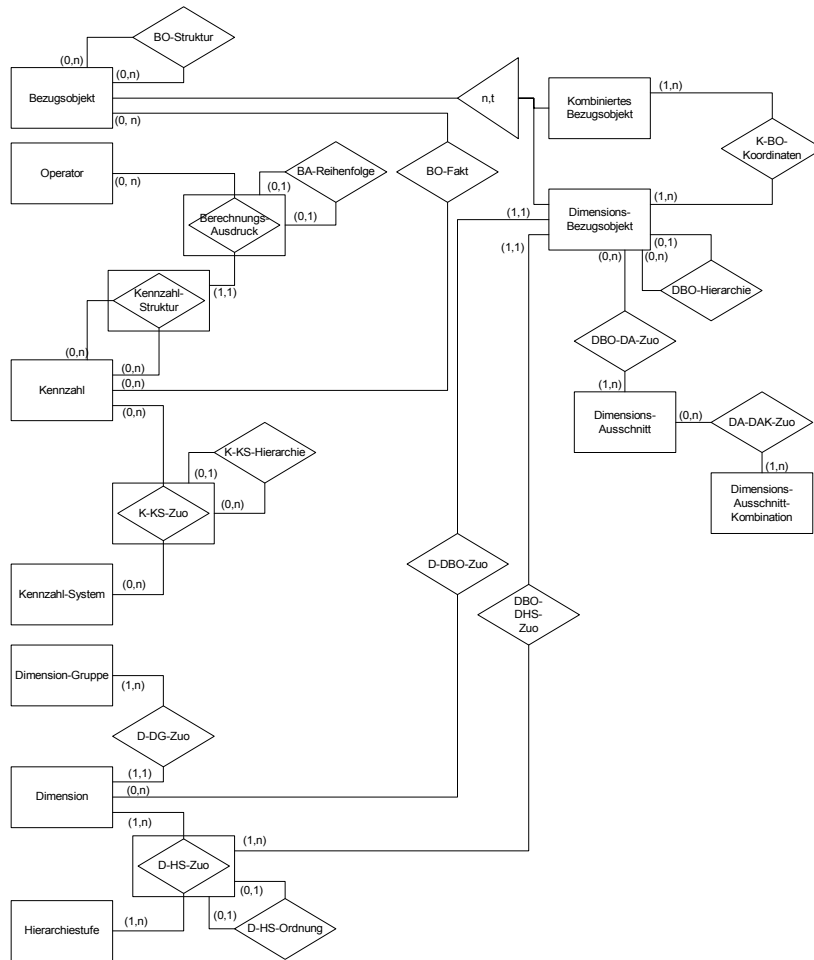 BO-Struktur
(0,n)
(0,n)
Bezugsobjekt
(0, n)
n,t
Kombiniertes
Bezugsobjekt
(1,n)
K-BO-
Koordinaten
(1,n)
Operator
(0, n)
BA-Reihenfolge
(0,1)
(0,1)
Berechnungs-
Ausdruck
BO-Fakt
Dimensions-
Bezugsobjekt
(1,1)
(1,1)
(0,n)
(0,1)
(0,n)
DBO-Hierarchie
Kennzahl-
Struktur
(1,1)
DBO-DA-Zuo
(1,n)
(0,n)
(0,n)
(0,n)
(0,n)
Kennzahl
Dimensions-
Ausschnitt
(0,n)
DA-DAK-Zuo
(1,n)
Dimensions-
Ausschnitt-
Kombination
K-KS-Hierarchie
(0,1)
(0,n)
K-KS-Zuo
Kennzahl-System
(0,n)
D-DBO-Zuo
DBO-
DHS-
Zuo
Dimension-Gruppe
(1,n)
D-DG-Zuo
(1,1)
(0,n)
Dimension
(1,n)
D-HS-Zuo
(1,n)
(0,1)
(0,1)
D-HS-Ordnung
Hierarchiestufe
(1,n)